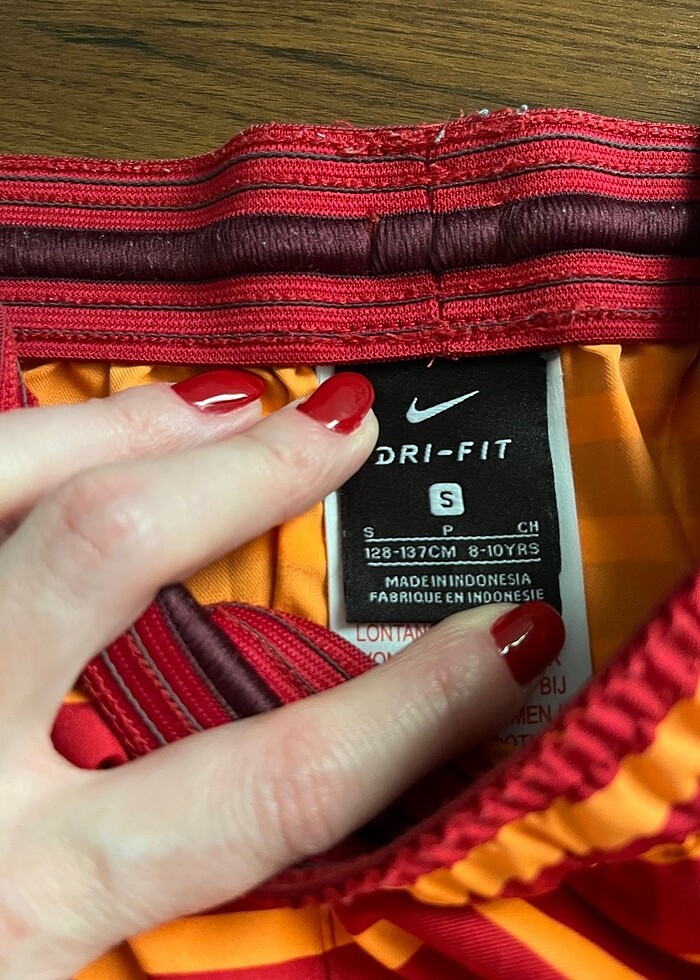 DRI-FIT
S
S P CH
128-137CM 8-10YRS
MADE IN INDONESIA
FABRIQUE EN INDONESIE
BIJ